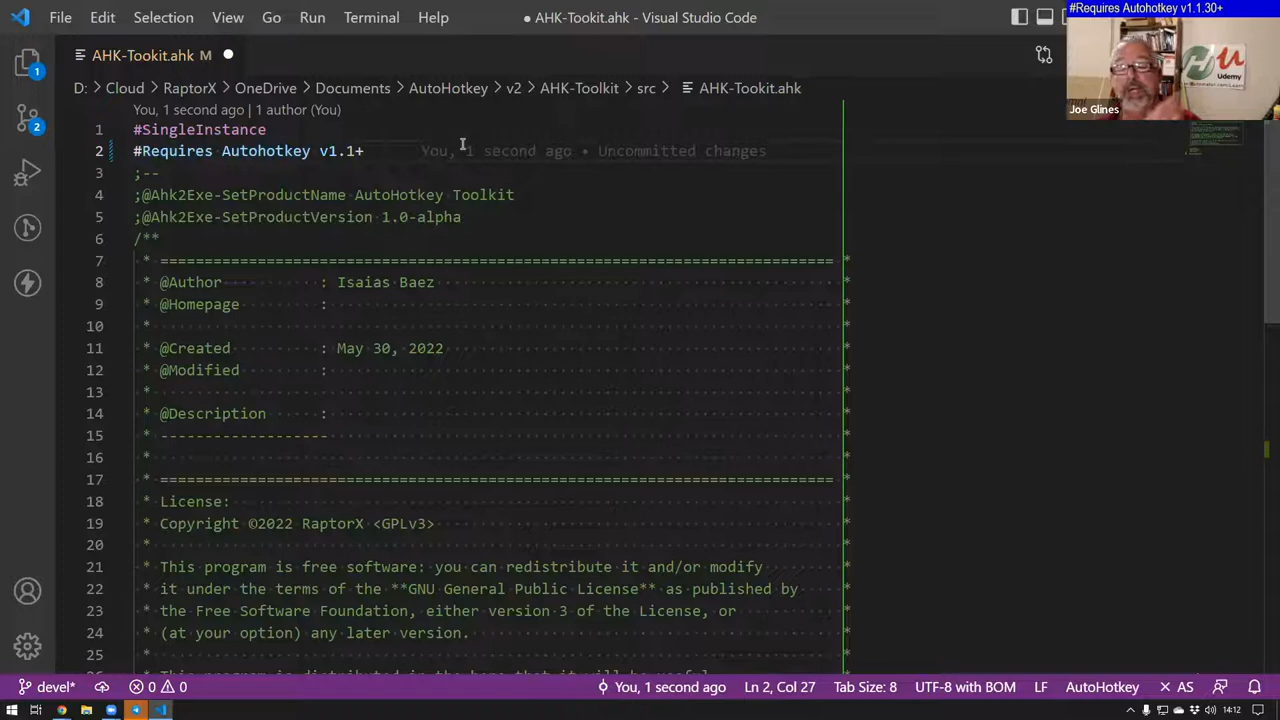 File Edit Selection View Go Run Terminal Help
● AHK-Tookit.ahk - Visual Studio Code
#Requires Autohotkey v1.1.30+
AHK-Tookit.ahk M
Udemy
Joe Glines
D: > Cloud > RaptorX > OneDrive > Documents > AutoHotkey > v2 > AHK-Toolkit > src > AHK-Tookit.ahk
1
2
You, 1 second ago | 1 author (You)
1 #SingleInstance
2 #Requires Autohotkey v1.1+ You, 1 second ago • Uncommitted changes
3 ;--
4 ;@Ahk2Exe-SetProductName AutoHotkey Toolkit
5 ;@Ahk2Exe-SetProductVersion 1.0-alpha
6 /**
7 * ============================================================================ *
8 * @Author : Isaias Baez *
9 * @Homepage : *
10 * *
11 * @Created : May 30, 2022 *
12 * @Modified : *
13 * *
14 * @Description : *
15 * ------------------- *
16 * *
17 * ============================================================================ *
18 * License: *
19 * Copyright ©2022 RaptorX <GPLv3> *
20 * *
21 * This program is free software: you can redistribute it and/or modify *
22 * it under the terms of the **GNU General Public License** as published by *
23 * the Free Software Foundation, either version 3 of the License, or *
24 * (at your option) any later version. *
25 * *
devel* 0 0 You, 1 second ago Ln 2, Col 27 Tab Size: 8 UTF-8 with BOM LF AutoHotkey AS
14:12